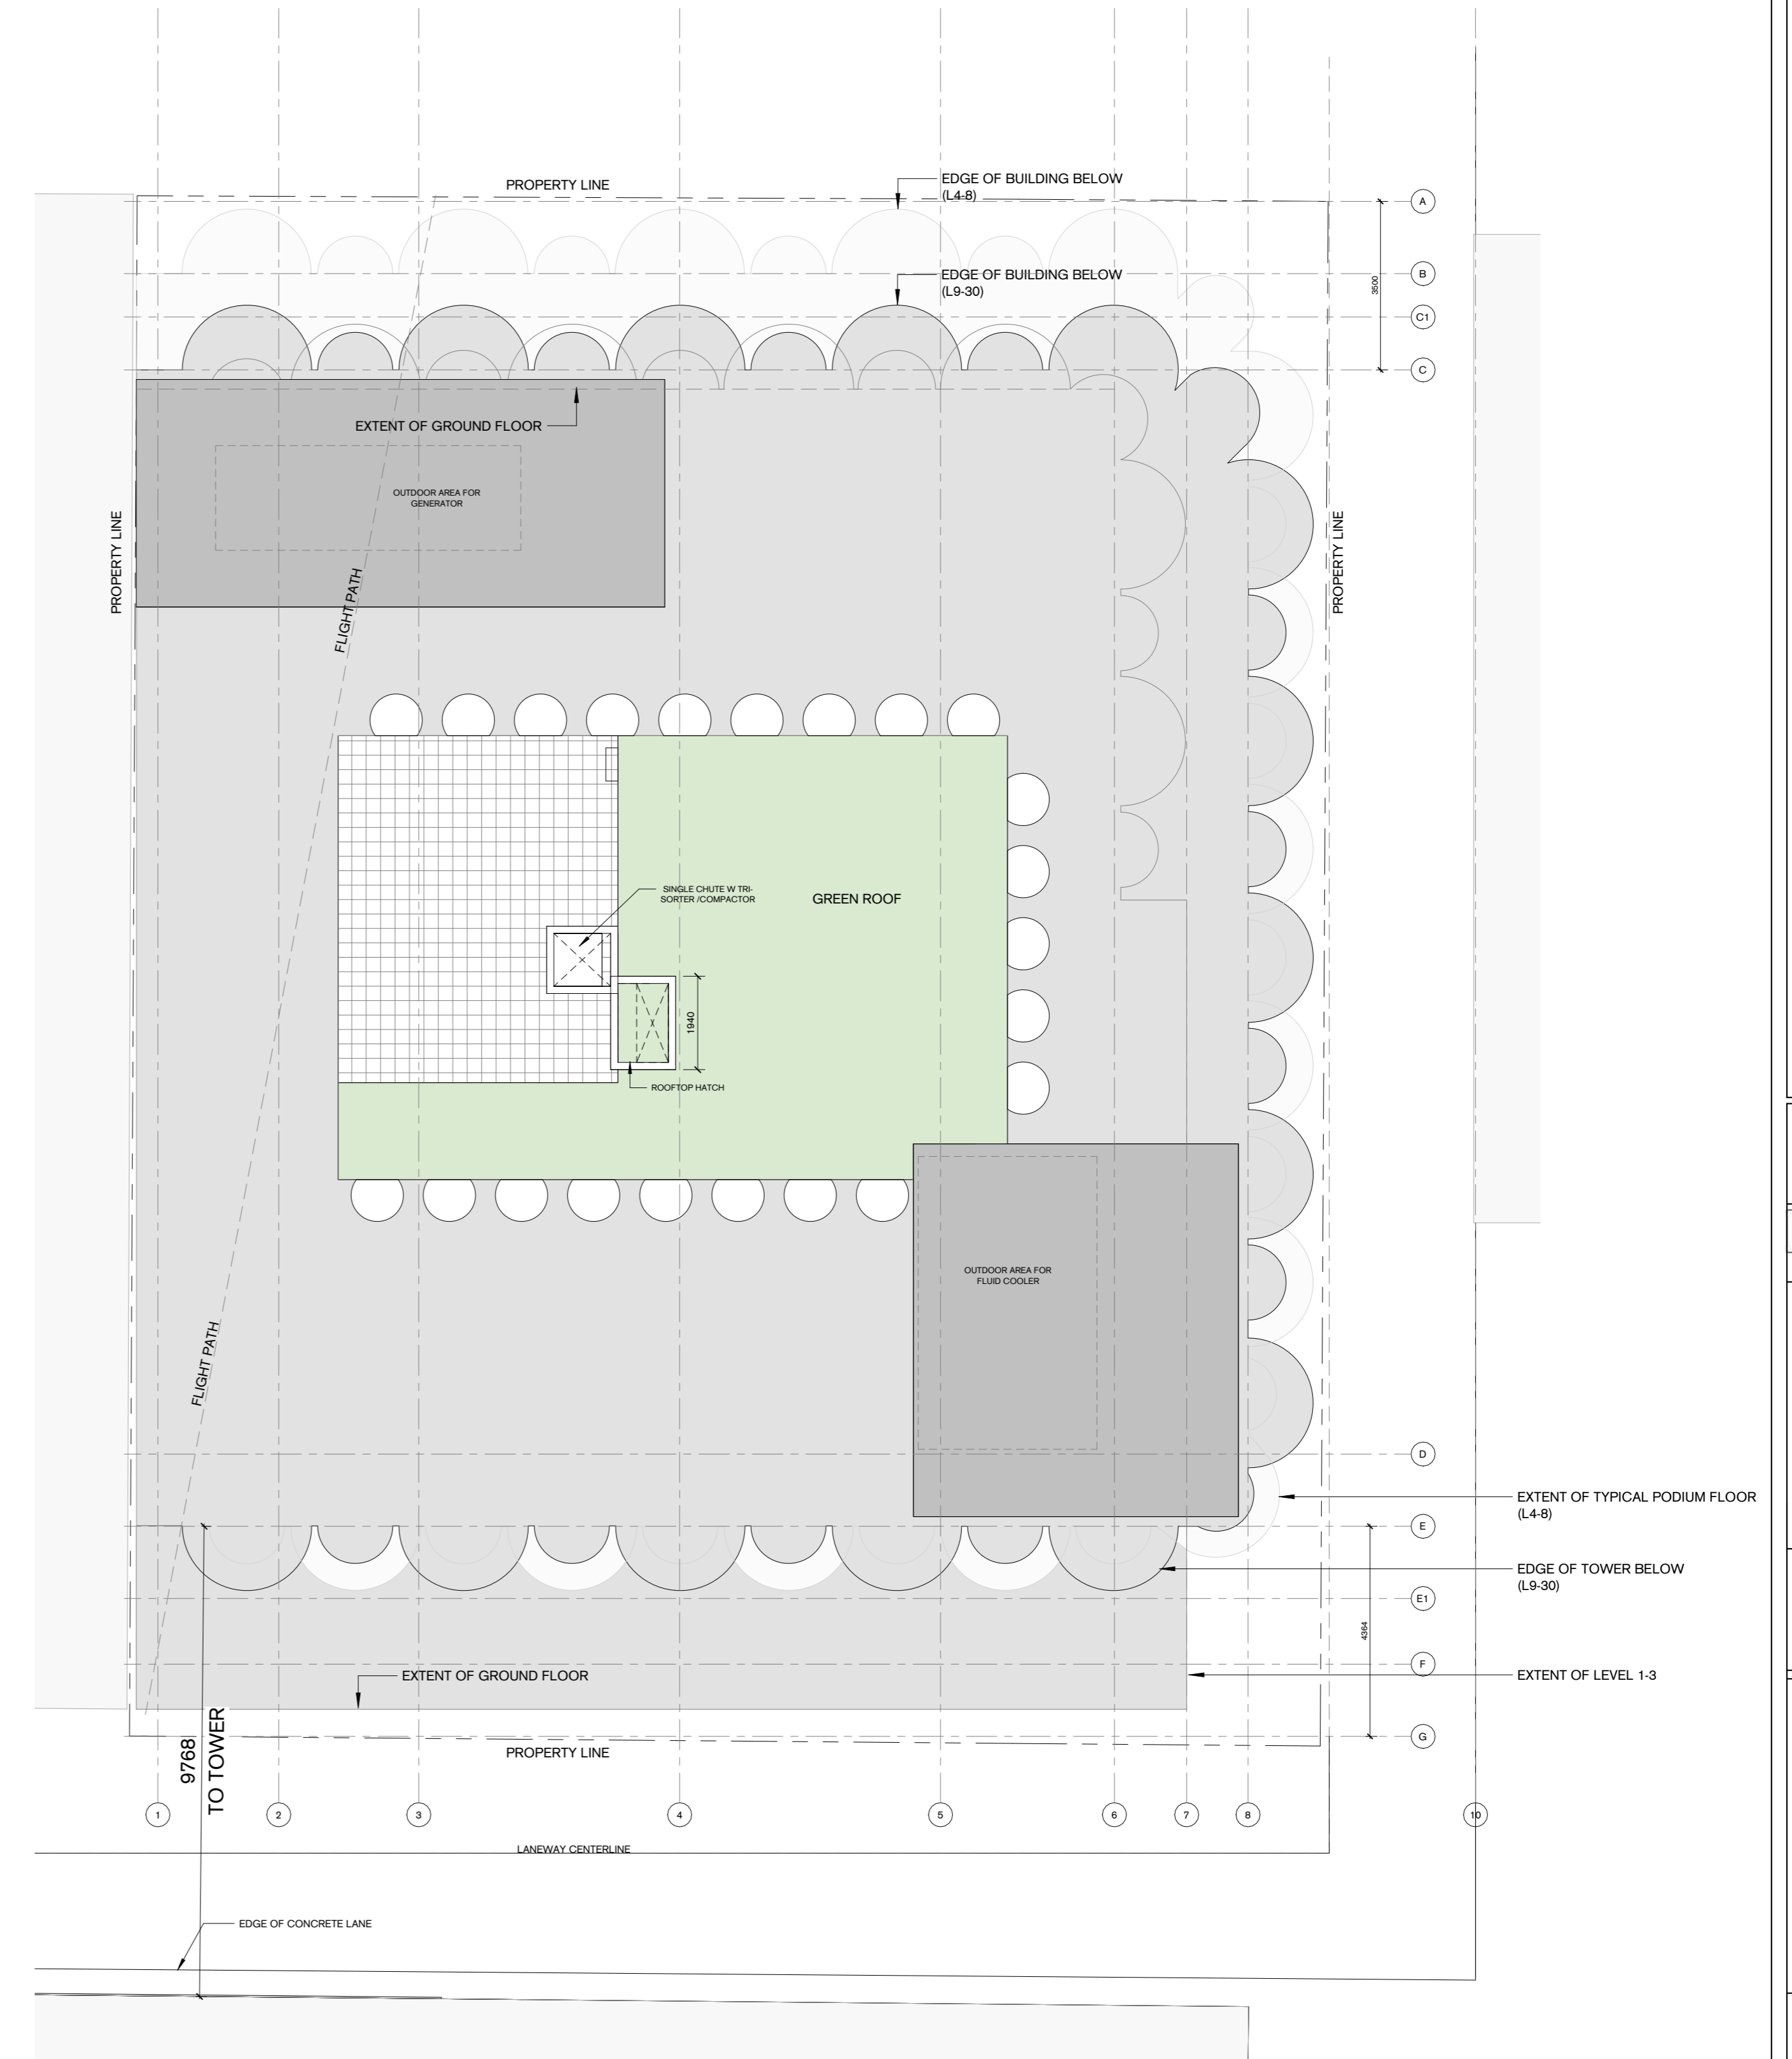 PROPERTY LINE
EDGE OF BUILDING BELOW
(L4-8)
A
B
3500
EDGE OF BUILDING BELOW
(L9-30)
C1
C
EXTENT OF GROUND FLOOR
OUTDOOR AREA FOR
GENERATOR
PROPERTY LINE
PROPERTY LINE
FLIGHT PATH
SINGLE CHUTE W TRI-
SORTER /COMPACTOR
GREEN ROOF
1940
ROOFTOP HATCH
OUTDOOR AREA FOR
FLUID COOLER
FLIGHT PATH
D
EXTENT OF TYPICAL PODIUM FLOOR
(L4-8)
E
EDGE OF TOWER BELOW
(L9-30)
E1
4364
F
EXTENT OF GROUND FLOOR
EXTENT OF LEVEL 1-3
G
9768
TO TOWER
PROPERTY LINE
1
2
3
4
5
6
7
8
10
LANEWAY CENTERLINE
EDGE OF CONCRETE LANE